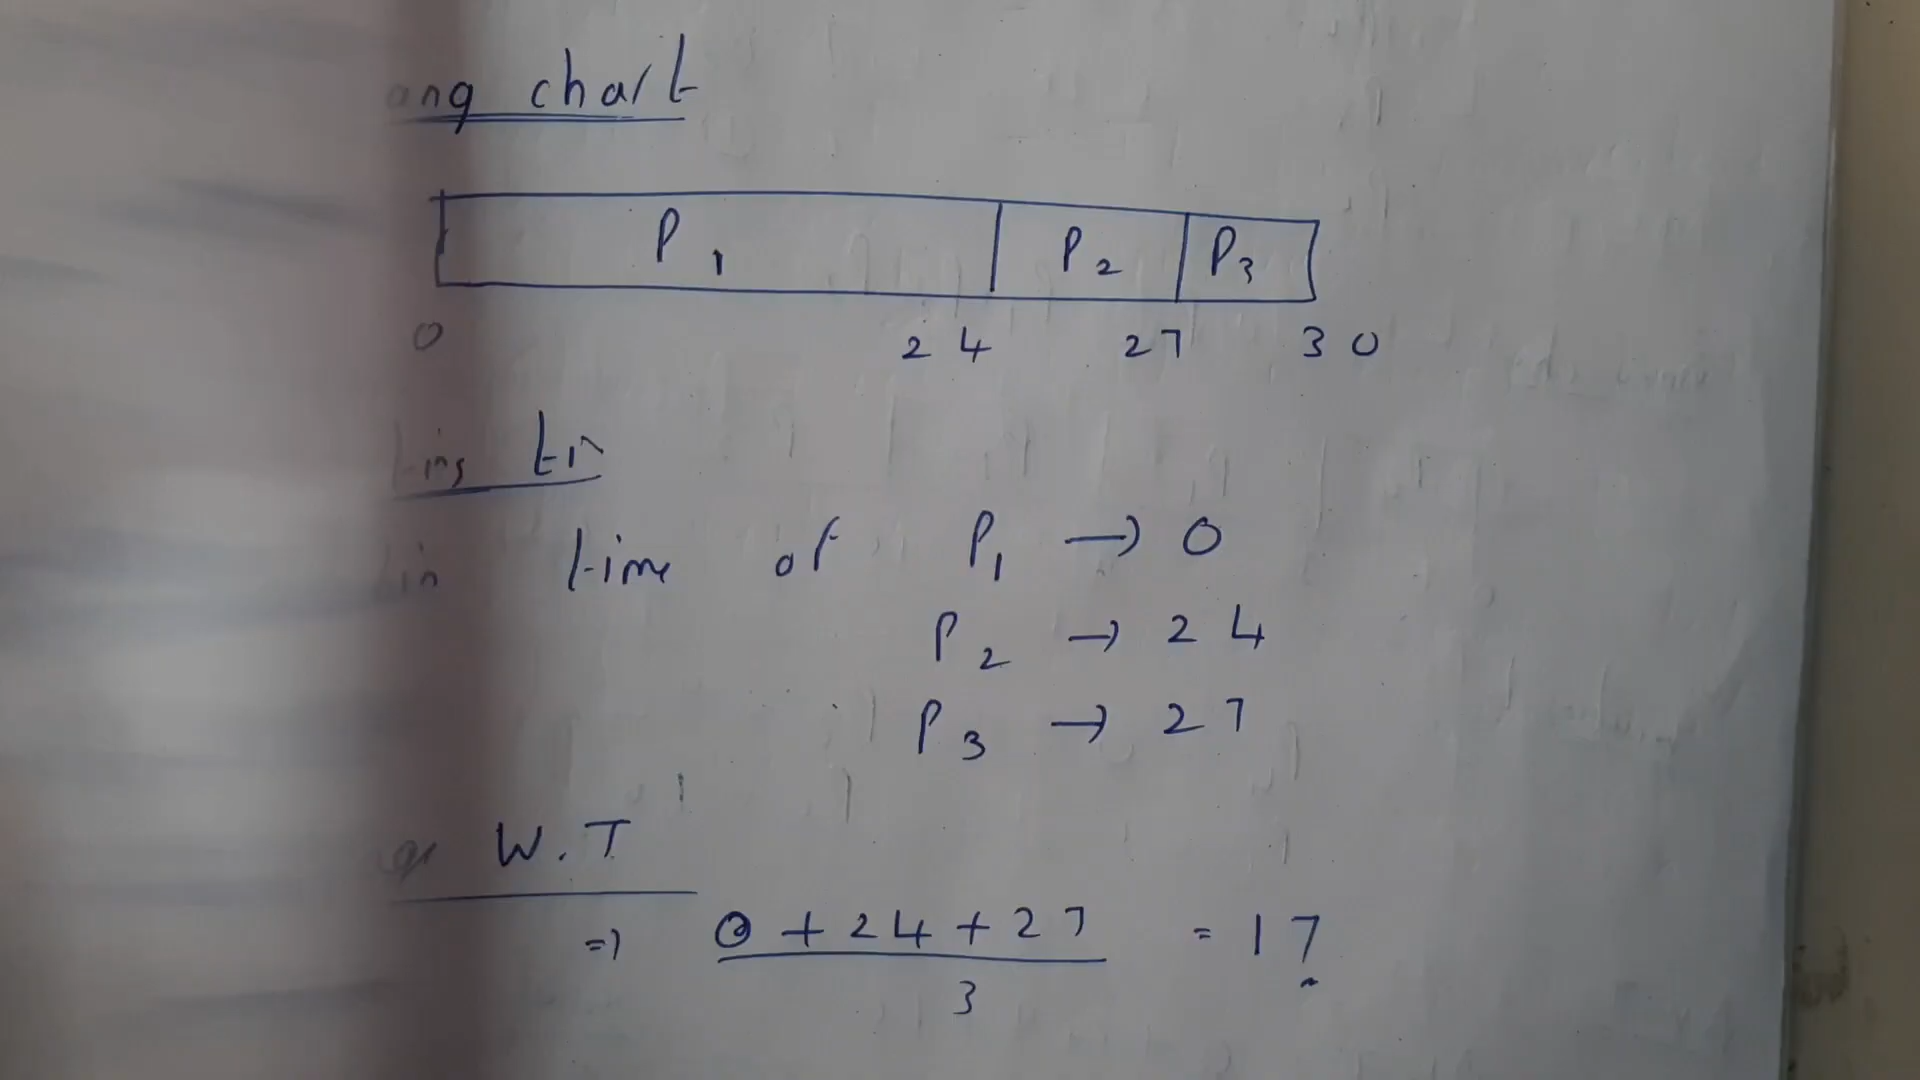 ang chart
P1 P2 P3
0 24 27 30
time of P1 → 0
P2 → 24
P3 → 27
W.T
=) 0 + 24 + 27 = 17
3